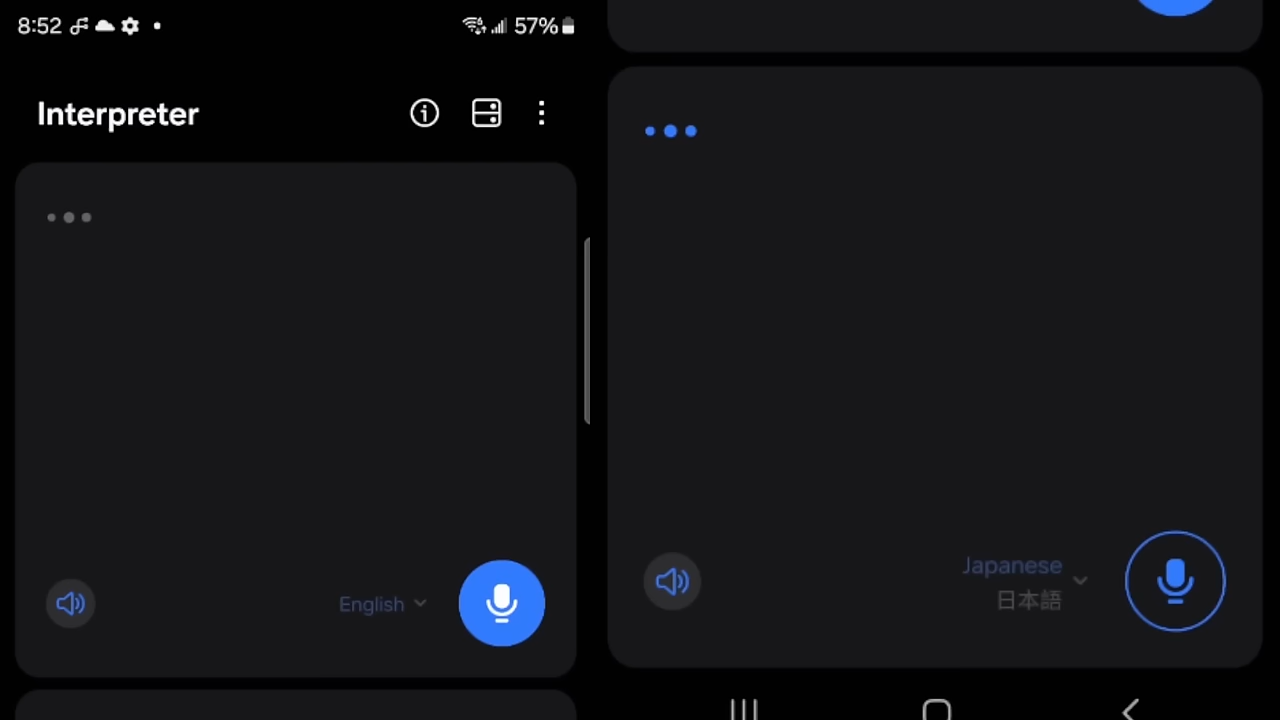 8:52
57%
Interpreter
English
Japanese
日本語